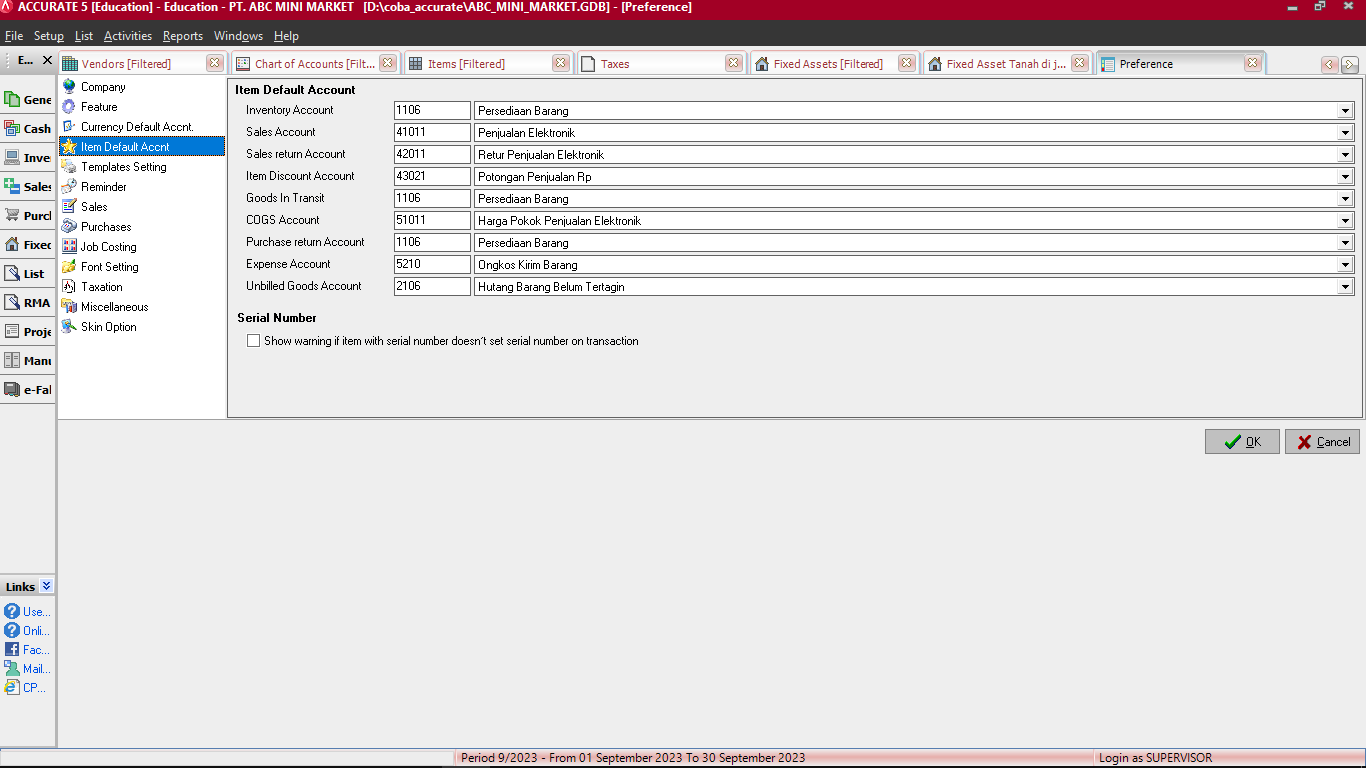 ACCURATE 5 [Education] - Education - PT. ABC MINI MARKET [D:\coba_accurate\ABC_MINI_MARKET.GDB] - [Preference]
File Setup List Activities Reports Windows Help
E... Vendors [Filtered] Chart of Accounts [Filt... Items [Filtered] Taxes Fixed Assets [Filtered] Fixed Asset Tanah di j... Preference
Gene
Cash
Inve
Sales
Purch
Fixed
List
RMA
Proje
Manu
e-Fal
Company
Feature
Currency Default Accnt.
Item Default Accnt
Templates Setting
Reminder
Sales
Purchases
Job Costing
Font Setting
Taxation
Miscellaneous
Skin Option
Item Default Account
Inventory Account 1106 Persediaan Barang
Sales Account 41011 Penjualan Elektronik
Sales return Account 42011 Retur Penjualan Elektronik
Item Discount Account 43021 Potongan Penjualan Rp
Goods In Transit 1106 Persediaan Barang
COGS Account 51011 Harga Pokok Penjualan Elektronik
Purchase return Account 1106 Persediaan Barang
Expense Account 5210 Ongkos Kirim Barang
Unbilled Goods Account 2106 Hutang Barang Belum Tertagin
Serial Number
Show warning if item with serial number doesn't set serial number on transaction
OK Cancel
Links
Use...
Onli...
Fac...
Mail...
CP...
Period 9/2023 - From 01 September 2023 To 30 September 2023 Login as SUPERVISOR